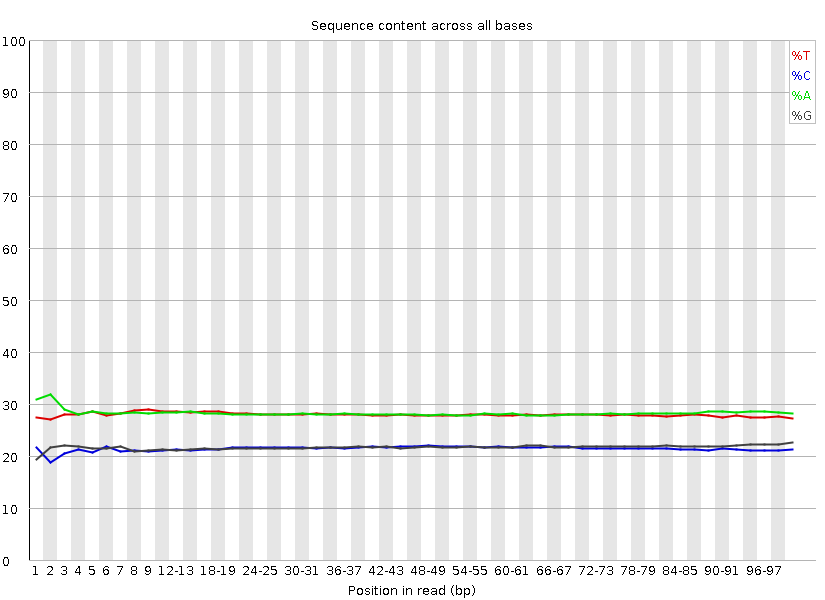 Sequence content across all bases
100
90
80
70
60
50
40
30
20
10
0
%T
%C
%A
%G
1 2 3 4 5 6 7 8 9 12-13 18-19 24-25 30-31 36-37 42-43 48-49 54-55 60-61 66-67 72-73 78-79 84-85 90-91 96-97
Position in read (bp)